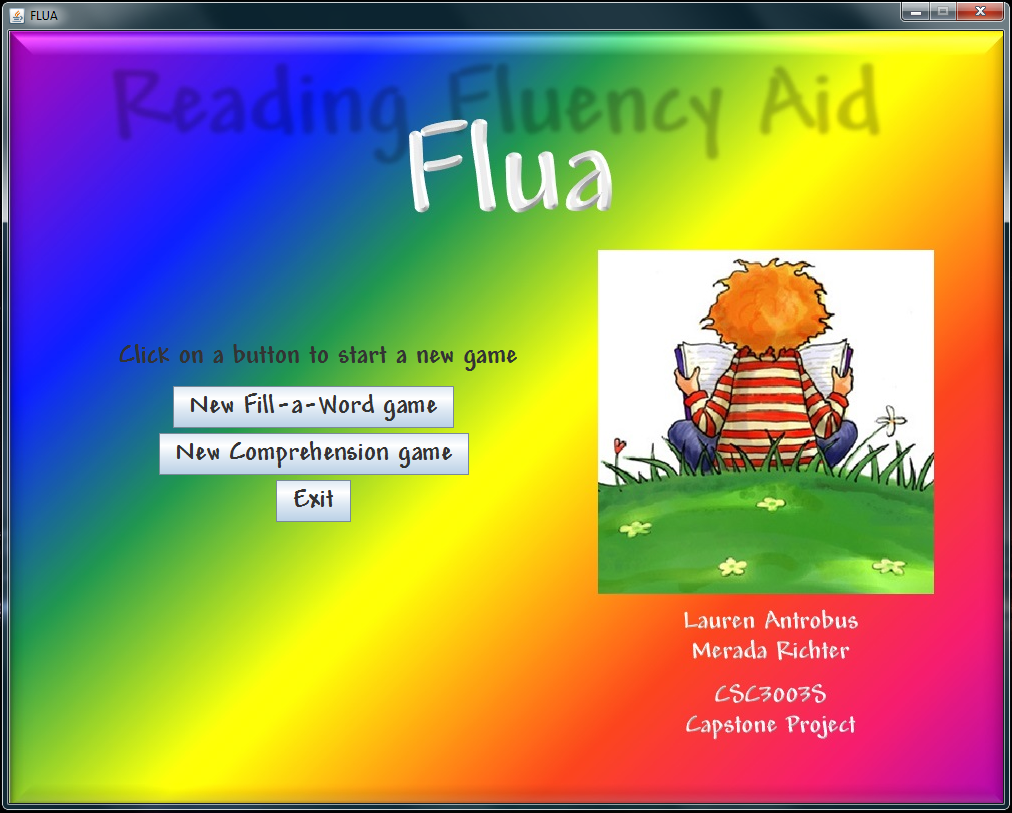 FLUA
Reading Fluency Aid
Flua
Click on a button to start a new game
New Fill-a-Word game
New Comprehension game
Exit
Lauren Antrobus
Merada Richter
CSC3003S
Capstone Project